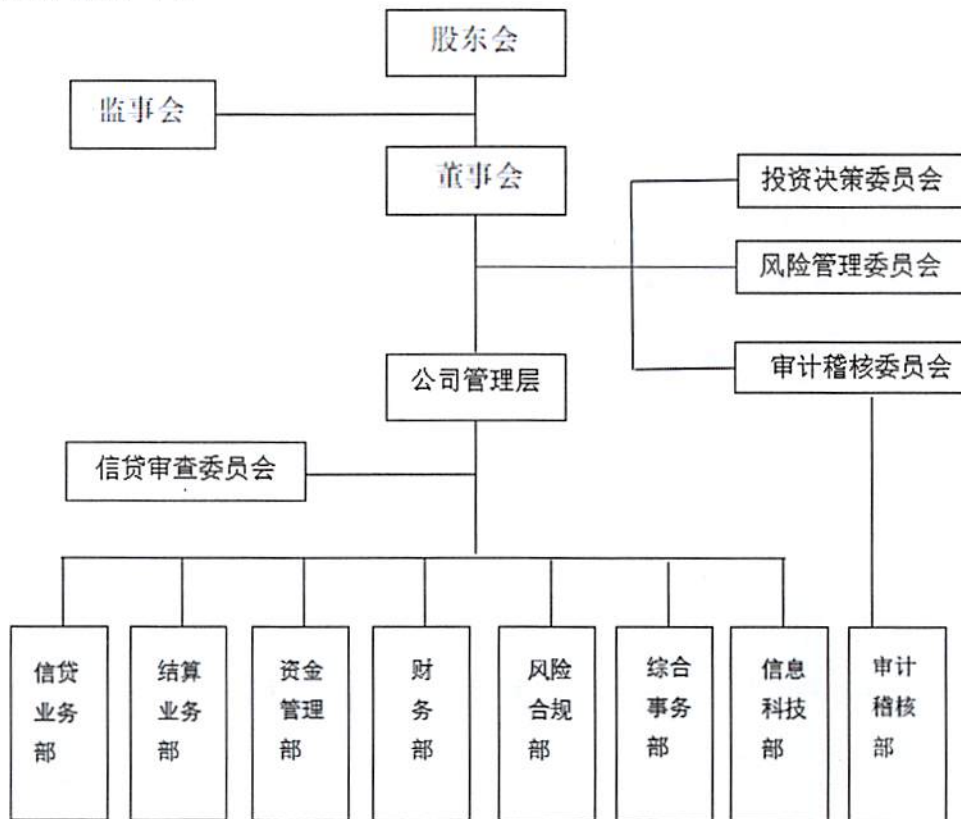 股东会
监事会
董事会
投资决策委员会
风险管理委员会
审计稽核委员会
公司管理层
信贷审查委员会
信贷
业务
部
结算
业务
部
资金
管理
部
财
务
部
风险
合规
部
综合
事务
部
信息
科技
部
审计
稽核
部